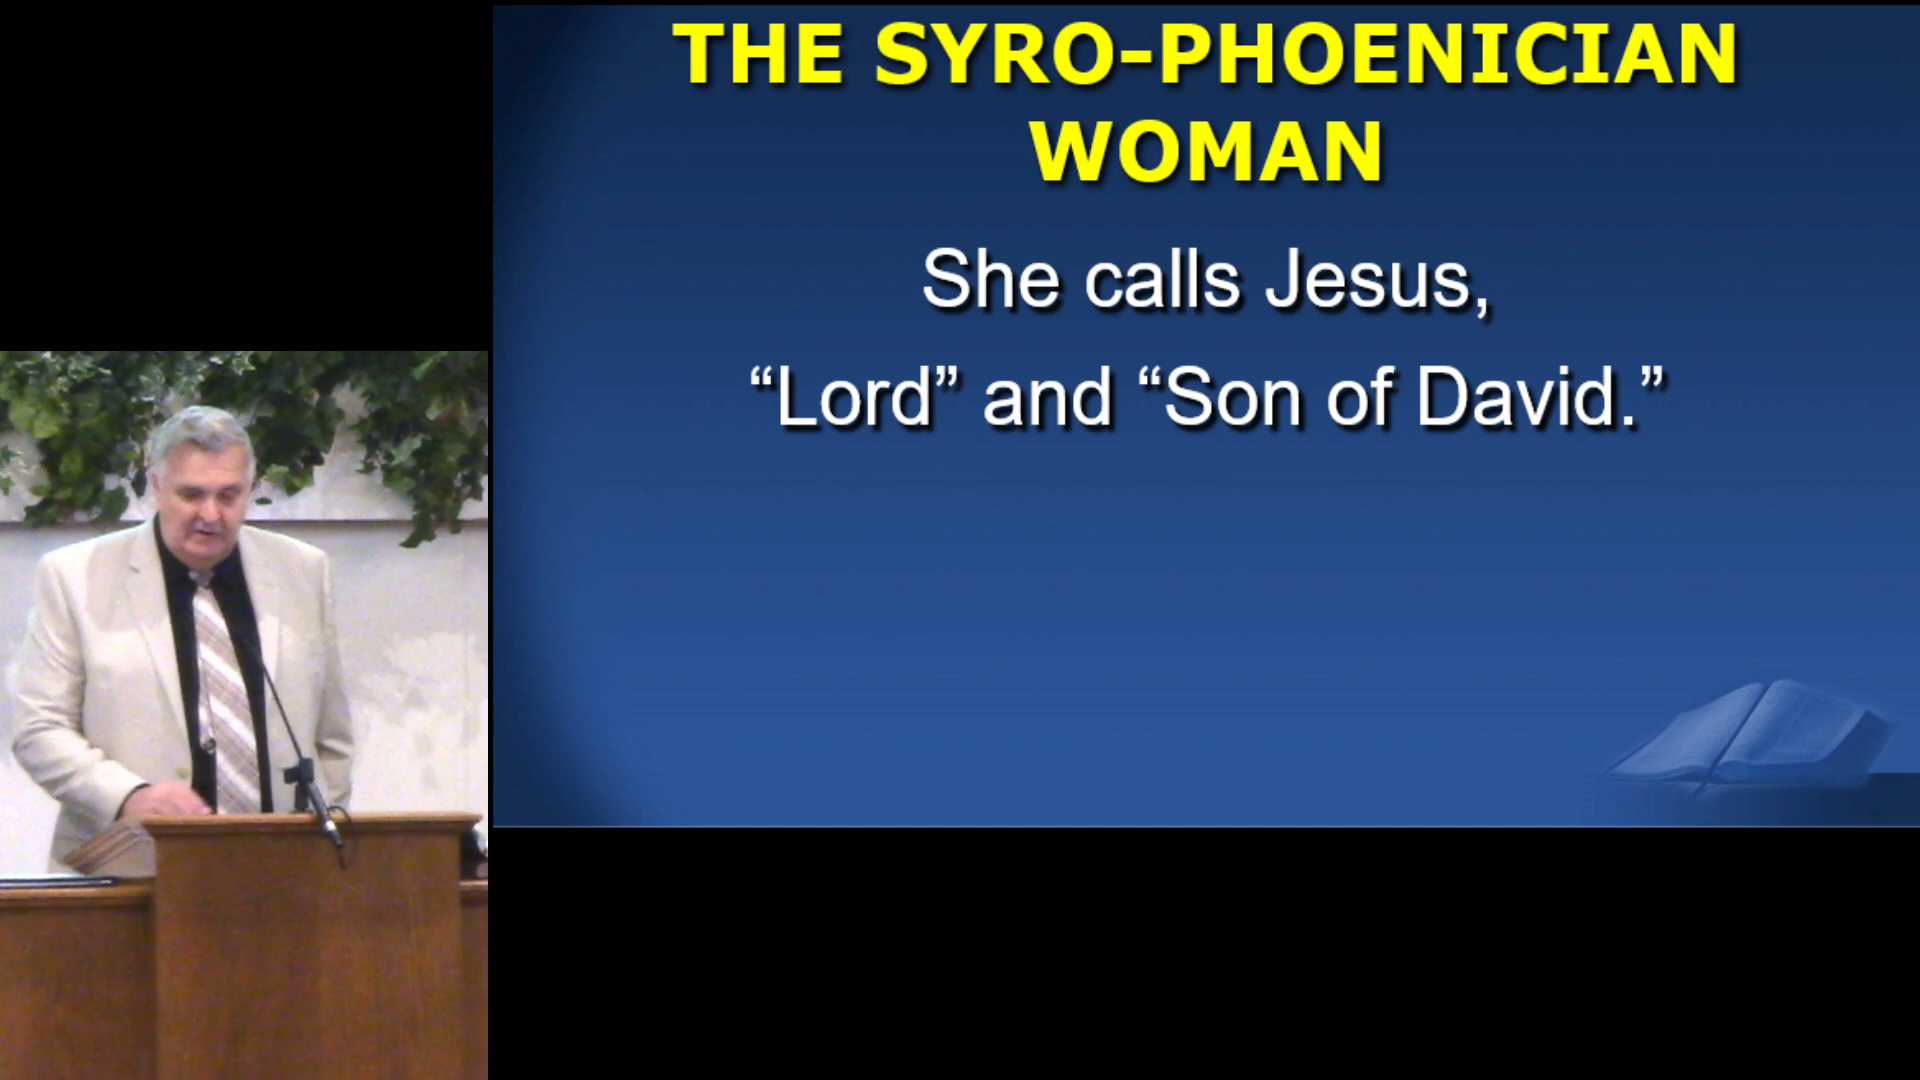 THE SYRO-PHOENICIAN
WOMAN
She calls Jesus,
“Lord” and “Son of David.”